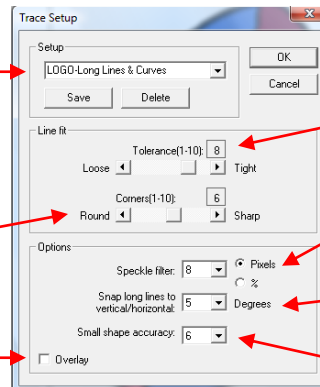 Trace Setup
Setup
LOGO-Long Lines & Curves
OK
Save Delete
Cancel
Line fit
Tolerance(1-10): 8
Loose Tight
Corners(1-10): 6
Round Sharp
Options
Speckle filter: 8 Pixels
%
Snap long lines to
vertical/horizontal: 5 Degrees
Small shape accuracy: 6
Overlay